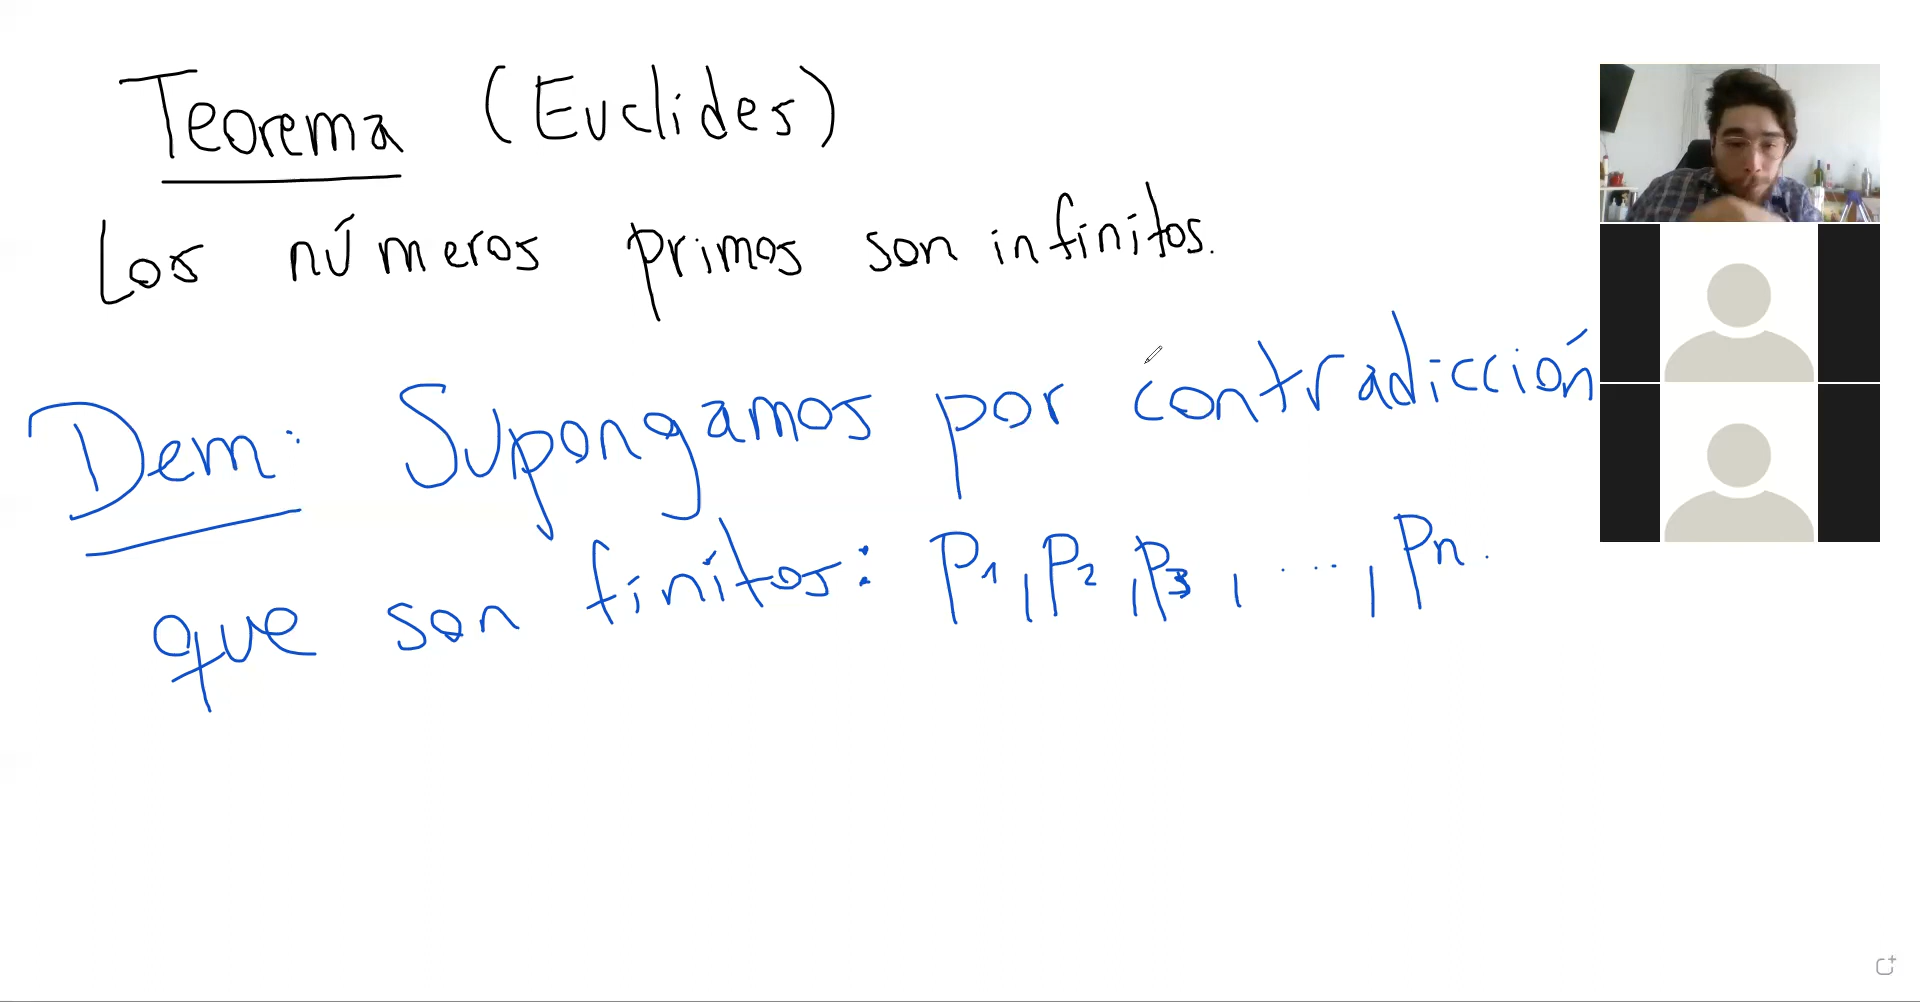 Teorema (Euclides)
Los números primos son infinitos.
Dem: Supongamos por contradicción
que son finitos: P1, P2, P3, ..., Pn.